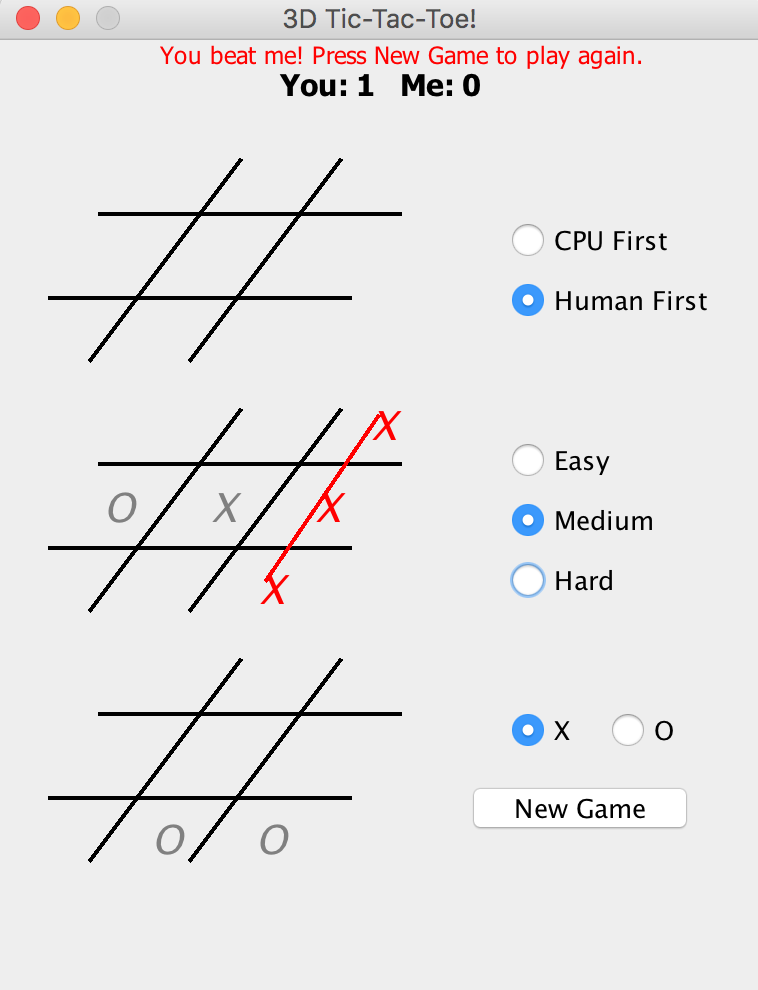 3D Tic-Tac-Toe!
You beat me! Press New Game to play again.
You: 1 Me: 0
CPU First
Human First
X
Easy
O X X
Medium
X
Hard
X O
New Game
O O